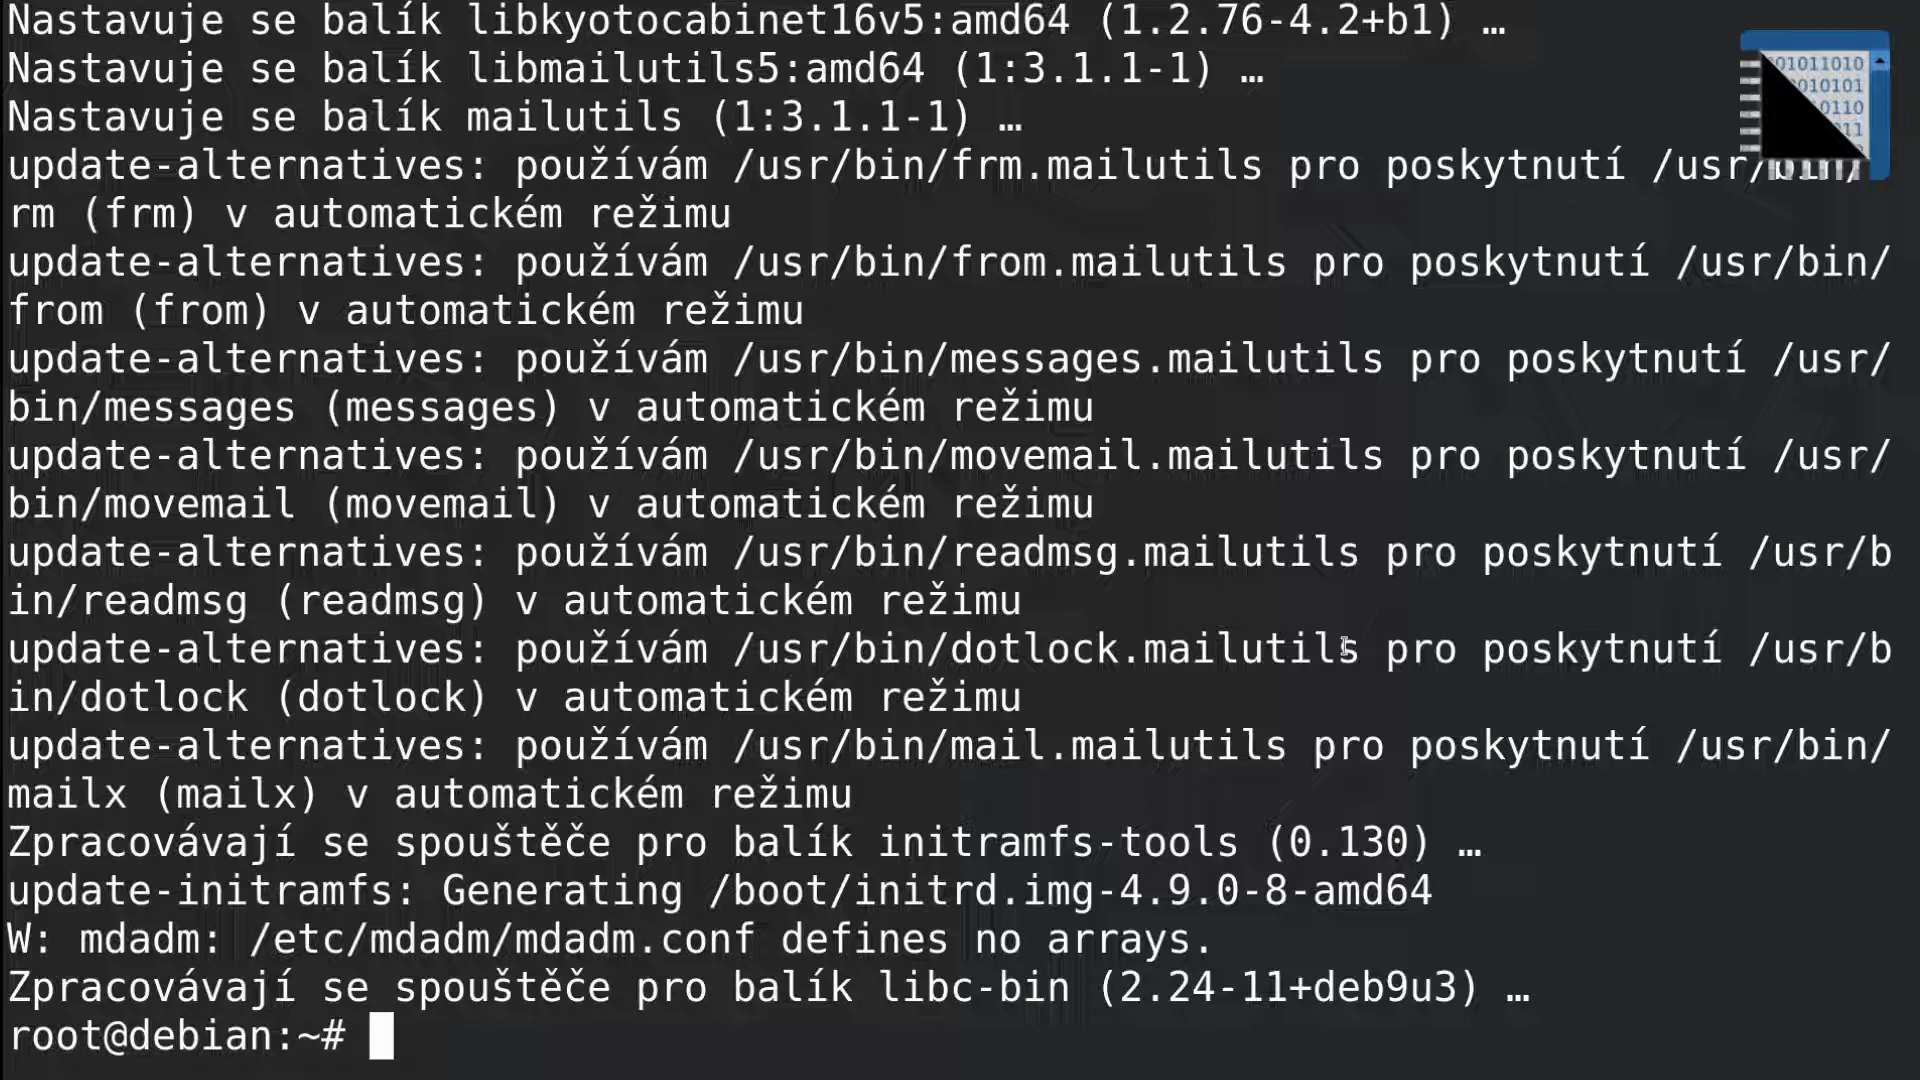 Nastavuje se balík libkyotocabinet16v5:amd64 (1.2.76-4.2+b1) …
Nastavuje se balík libmailutils5:amd64 (1:3.1.1-1) …
Nastavuje se balík mailutils (1:3.1.1-1) …
update-alternatives: používám /usr/bin/frm.mailutils pro poskytnutí /usr/bin/
rm (frm) v automatickém režimu
update-alternatives: používám /usr/bin/from.mailutils pro poskytnutí /usr/bin/
from (from) v automatickém režimu
update-alternatives: používám /usr/bin/messages.mailutils pro poskytnutí /usr/
bin/messages (messages) v automatickém režimu
update-alternatives: používám /usr/bin/movemail.mailutils pro poskytnutí /usr/
bin/movemail (movemail) v automatickém režimu
update-alternatives: používám /usr/bin/readmsg.mailutils pro poskytnutí /usr/b
in/readmsg (readmsg) v automatickém režimu
update-alternatives: používám /usr/bin/dotlock.mailutils pro poskytnutí /usr/b
in/dotlock (dotlock) v automatickém režimu
update-alternatives: používám /usr/bin/mail.mailutils pro poskytnutí /usr/bin/
mailx (mailx) v automatickém režimu
Zpracovávají se spouštěče pro balík initramfs-tools (0.130) …
update-initramfs: Generating /boot/initrd.img-4.9.0-8-amd64
W: mdadm: /etc/mdadm/mdadm.conf defines no arrays.
Zpracovávají se spouštěče pro balík libc-bin (2.24-11+deb9u3) …
root@debian:~#